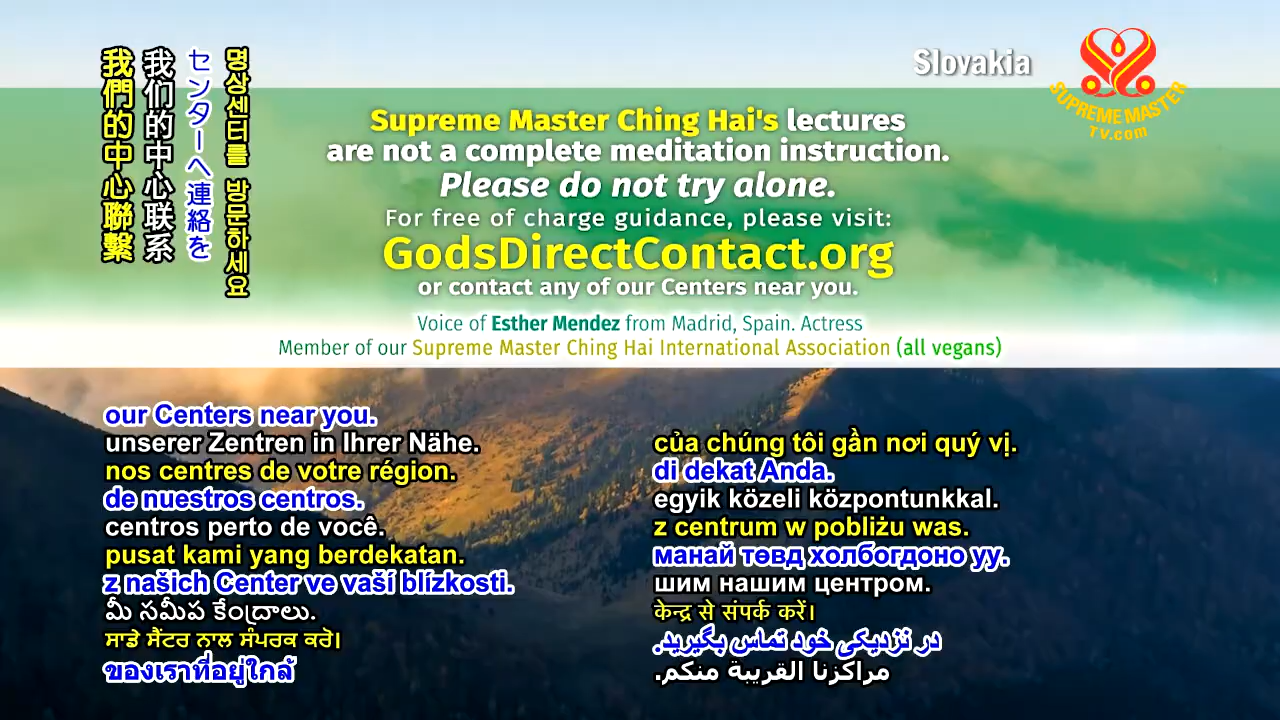 我們的中心聯繫
我们的中心联系
センターへ連絡を
명상센터를 방문하세요
Slovakia
SUPREME MASTER
TV.com
Supreme Master Ching Hai's lectures
are not a complete meditation instruction.
Please do not try alone.
For free of charge guidance, please visit:
GodsDirectContact.org
or contact any of our Centers near you.
Voice of Esther Mendez from Madrid, Spain. Actress
Member of our Supreme Master Ching Hai International Association (all vegans)
our Centers near you.
unserer Zentren in Ihrer Nähe.
nos centres de votre région.
de nuestros centros.
centros perto de você.
pusat kami yang berdekatan.
z našich Center ve vaší blízkosti.
మీ సమీప కేంద్రాలు.
ਸਾਡੇ ਸੈਂਟਰ ਨਾਲ ਸੰਪਰਕ ਕਰੋ।
ของเราที่อยู่ใกล้
của chúng tôi gần nơi quý vị.
di dekat Anda.
egyik közeli központunkkal.
z centrum w pobliżu was.
манай төвд холбогдоно уу.
шим нашим центром.
केन्द्र से संपर्क करें।
در نزدیکی خود تماس بگیرید.
مراكزنا القريبة منكم.